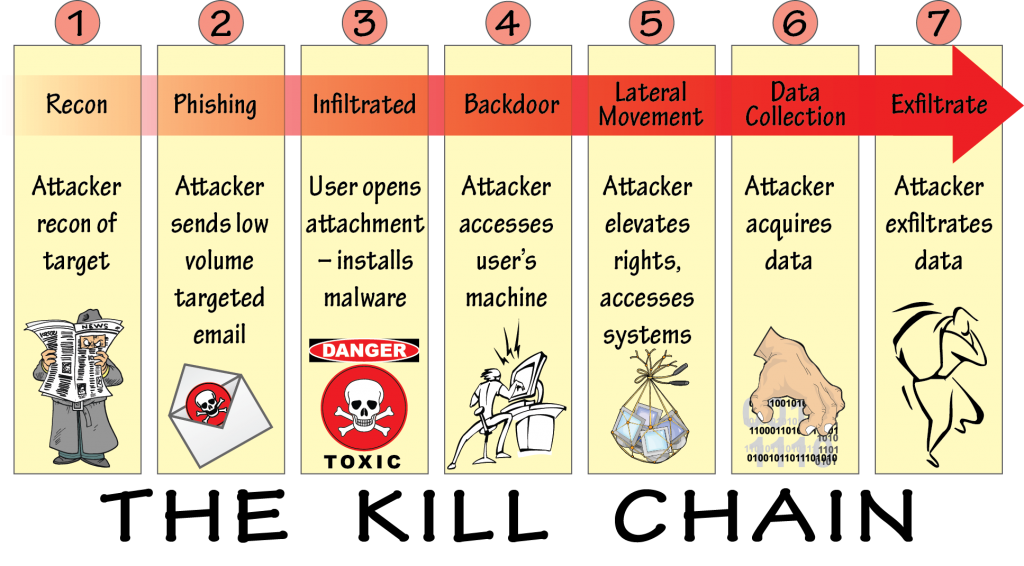 1
Recon
Attacker
recon of
target
NEWS
2
Phishing
Attacker
sends low
volume
targeted
email
3
Infiltrated
User opens
attachment
– installs
malware
DANGER
TOXIC
4
Backdoor
Attacker
accesses
user's
machine
5
Lateral
Movement
Attacker
elevates
rights,
accesses
systems
6
Data
Collection
Attacker
acquires
data
7
Exfiltrate
Attacker
exfiltrates
data
THE KILL CHAIN